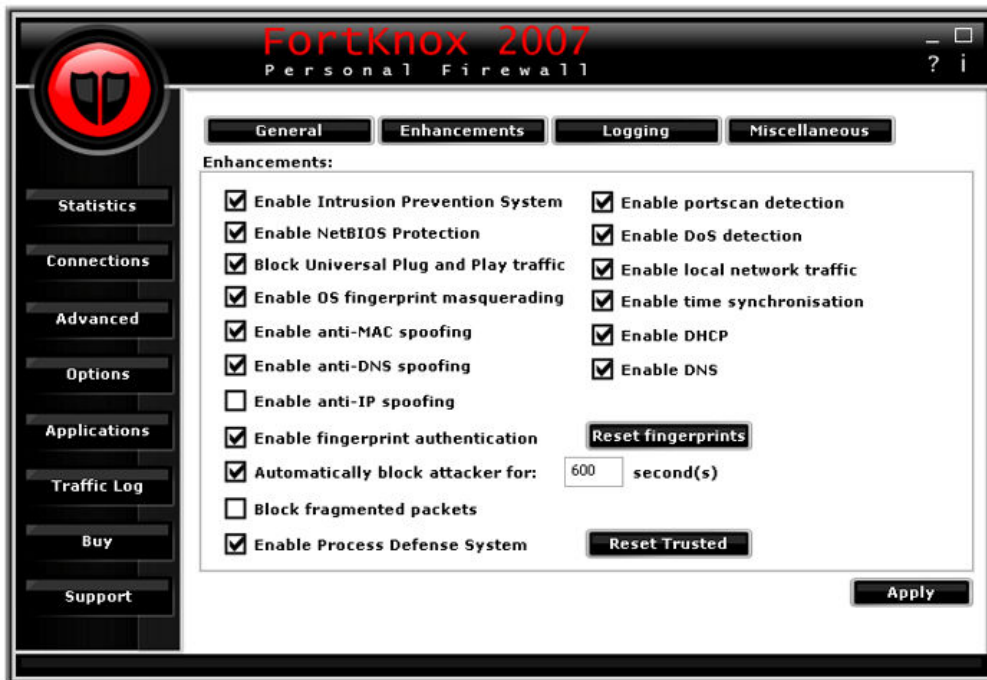 FortKnox 2007
Personal Firewall
? i
General Enhancements Logging Miscellaneous
Enhancements:
Statistics
Connections
Advanced
Options
Applications
Traffic Log
Buy
Support
Enable Intrusion Prevention System
Enable NetBIOS Protection
Block Universal Plug and Play traffic
Enable OS fingerprint masquerading
Enable anti-MAC spoofing
Enable anti-DNS spoofing
Enable anti-IP spoofing
Enable fingerprint authentication Reset fingerprints
Automatically block attacker for: 600 second(s)
Block fragmented packets
Enable Process Defense System Reset Trusted
Enable portscan detection
Enable DoS detection
Enable local network traffic
Enable time synchronisation
Enable DHCP
Enable DNS
Apply